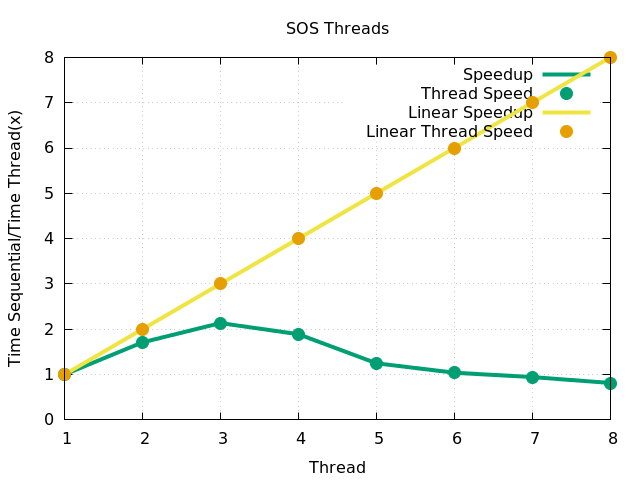 SOS Threads
Speedup
Thread Speed
Linear Speedup
Linear Thread Speed
Time Sequential/Time Thread(x)
8
7
6
5
4
3
2
1
0
1 2 3 4 5 6 7 8
Thread